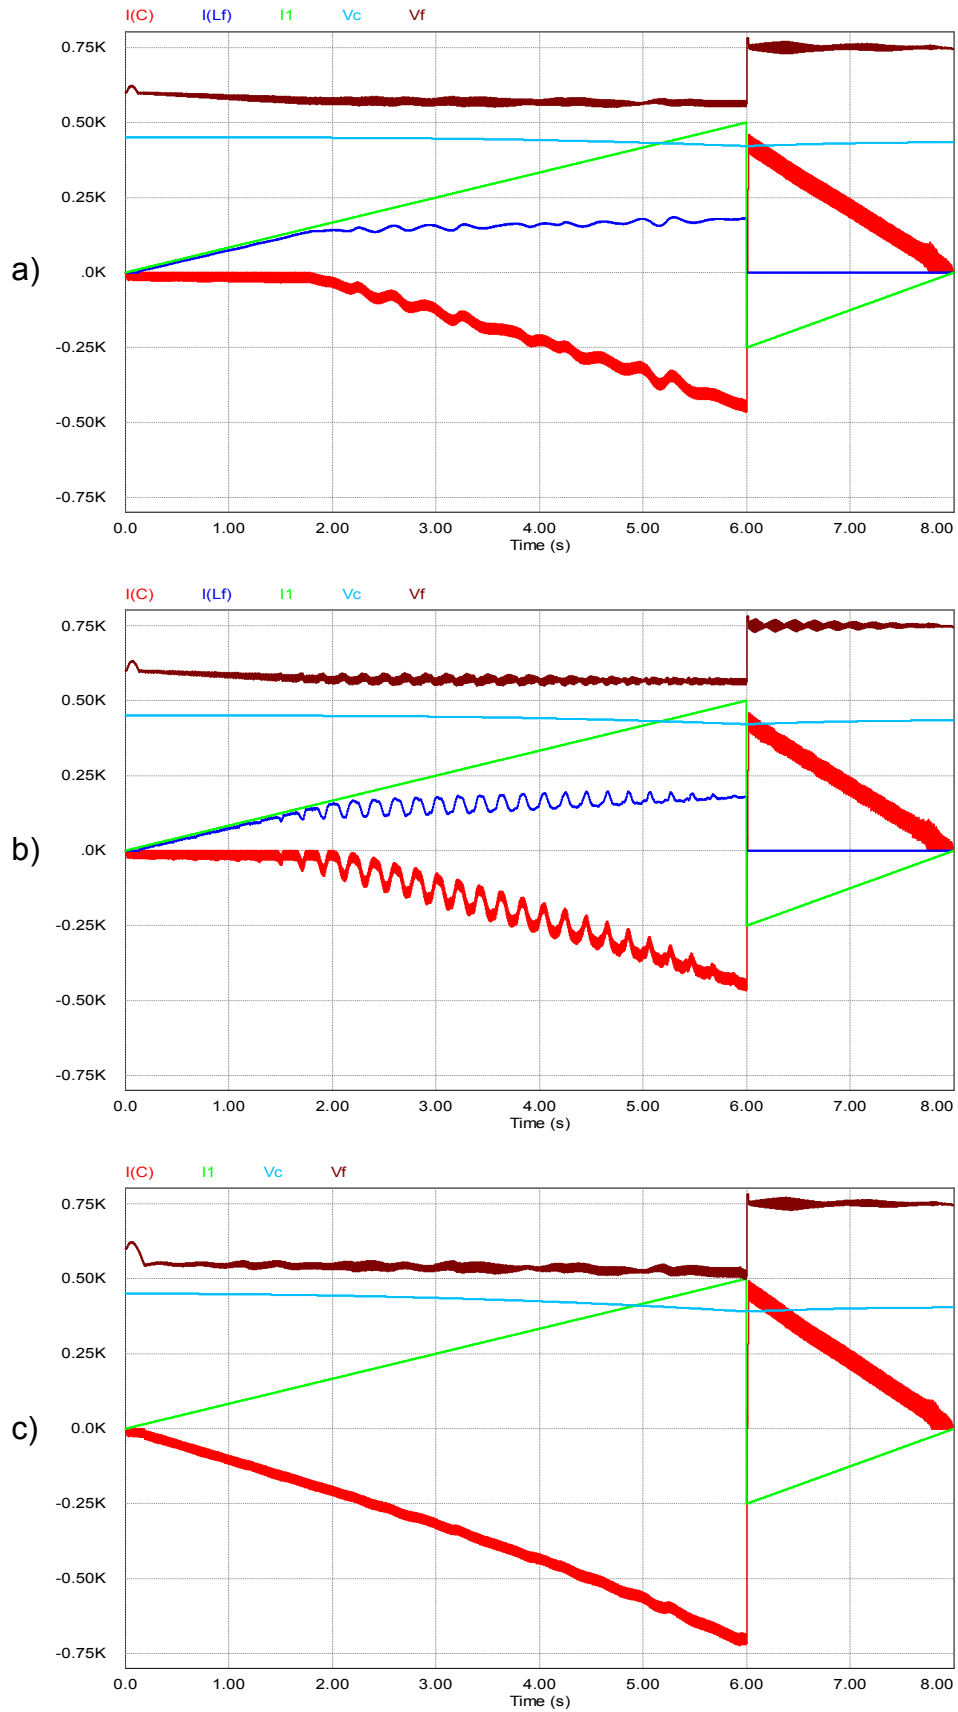 I(C) I(Lf) I1 Vc Vf
0.75K
0.50K
0.25K
.0K
-0.25K
-0.50K
-0.75K
a)
0.0 1.00 2.00 3.00 4.00 5.00 6.00 7.00 8.00
Time (s)
I(C) I(Lf) I1 Vc Vf
0.75K
0.50K
0.25K
.0K
-0.25K
-0.50K
-0.75K
b)
0.0 1.00 2.00 3.00 4.00 5.00 6.00 7.00 8.00
Time (s)
I(C) I1 Vc Vf
0.75K
0.50K
0.25K
0.0K
-0.25K
-0.50K
-0.75K
c)
0.0 1.00 2.00 3.00 4.00 5.00 6.00 7.00 8.00
Time (s)